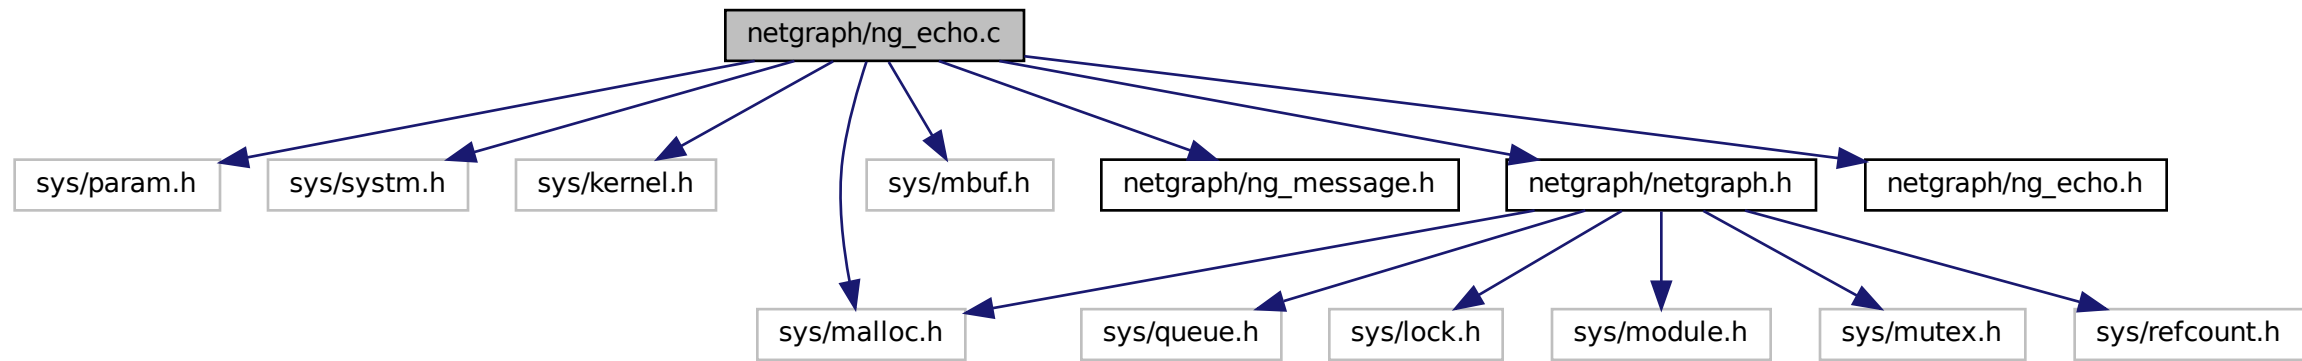 netgraph/ng_echo.c
sys/param.h
sys/systm.h
sys/kernel.h
sys/mbuf.h
netgraph/ng_message.h
netgraph/netgraph.h
netgraph/ng_echo.h
sys/malloc.h
sys/queue.h
sys/lock.h
sys/module.h
sys/mutex.h
sys/refcount.h